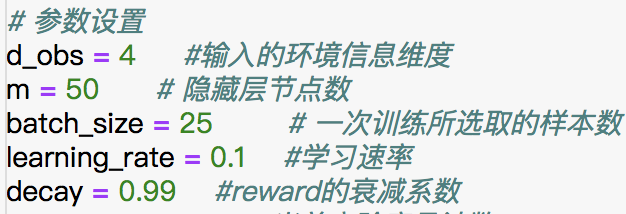 # 参数设置
d_obs = 4 #输入的环境信息维度
m = 50 # 隐藏层节点数
batch_size = 25 # 一次训练所选取的样本数
learning_rate = 0.1 #学习速率
decay = 0.99 #reward的衰减系数